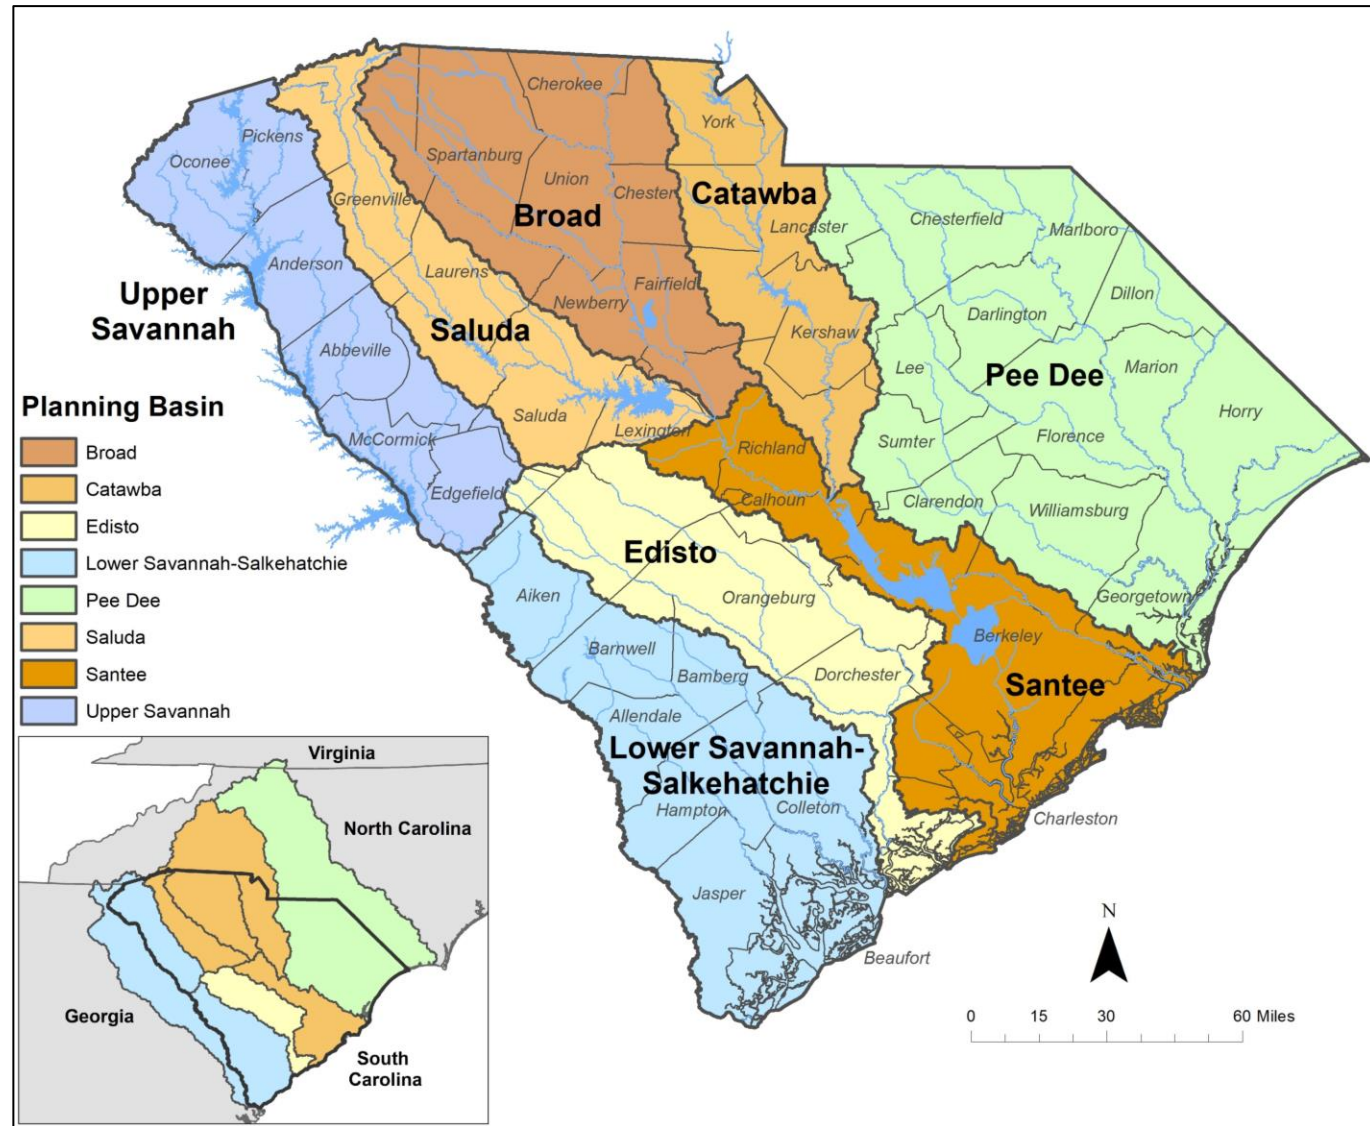 Cherokee
York
Pickens
Oconee
Spartanburg
Union
Chester
Catawba
Greenville
Broad
Lancaster
Chesterfield
Marlboro
Anderson
Laurens
Fairfield
Newberry
Dillon
Upper
Savannah
Saluda
Kershaw
Darlington
Abbeville
Lee
Pee Dee
Marion
Horry
Planning Basin
Saluda
Lexington
McCormick
Richland
Sumter
Florence
Edgefield
Calhoun
Clarendon
Williamsburg
Broad
Catawba
Edisto
Lower Savannah-Salkehatchie
Pee Dee
Saluda
Santee
Upper Savannah
Edisto
Aiken
Orangeburg
Georgetown
Barnwell
Berkeley
Bamberg
Dorchester
Santee
Allendale
Lower Savannah-
Salkehatchie
Hampton
Colleton
Charleston
Jasper
Beaufort
Virginia
North Carolina
Georgia
South
Carolina
N
0 15 30 60 Miles